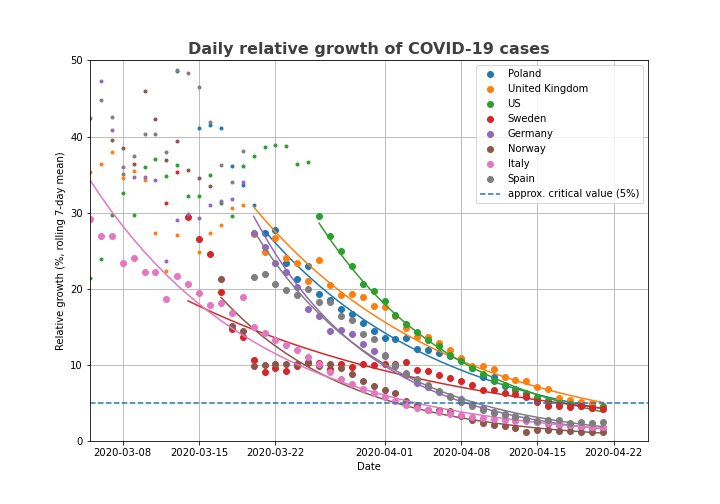 Daily relative growth of COVID-19 cases
Relative growth (%, rolling 7-day mean)
50
40
30
20
10
0
Poland
United Kingdom
US
Sweden
Germany
Norway
Italy
Spain
approx. critical value (5%)
2020-03-08 2020-03-15 2020-03-22 2020-04-01 2020-04-08 2020-04-15 2020-04-22
Date